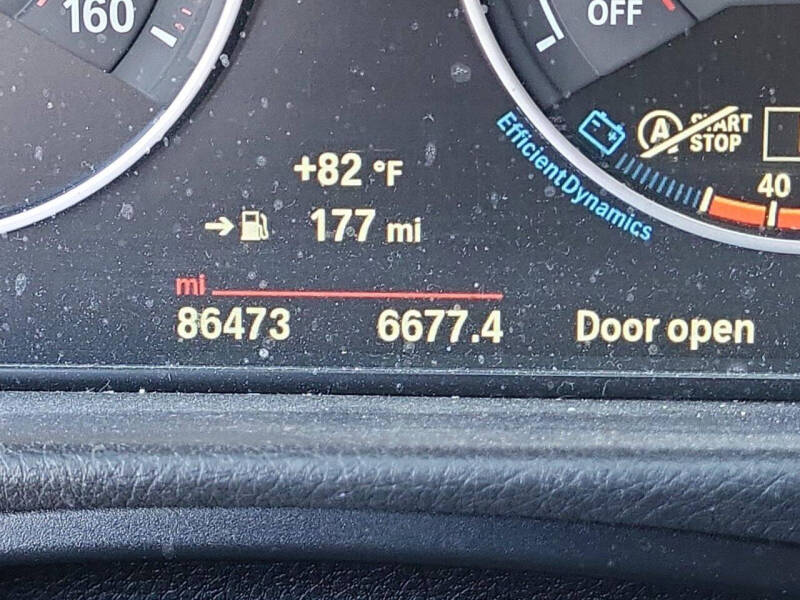 160
OFF
A START
STOP
EfficientDynamics
40
+82 °F
177 mi
mi
86473 6677.4 Door open